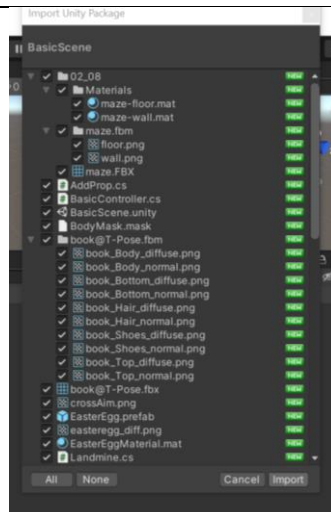 Import Unity Package
BasicScene
02_08 NEW
Materials NEW
maze-floor.mat NEW
maze-wall.mat NEW
maze.fbm NEW
floor.png NEW
wall.png NEW
maze.FBX NEW
AddProp.cs NEW
BasicController.cs NEW
BasicScene.unity NEW
BodyMask.mask NEW
book@T-Pose.fbm NEW
book_Body_diffuse.png NEW
book_Body_normal.png NEW
book_Bottom_diffuse.png NEW
book_Bottom_normal.png NEW
book_Hair_diffuse.png NEW
book_Hair_normal.png NEW
book_Shoes_diffuse.png NEW
book_Shoes_normal.png NEW
book_Top_diffuse.png NEW
book_Top_normal.png NEW
book@T-Pose.fbx NEW
crossAim.png NEW
EasterEgg.prefab NEW
easteregg_diff.png NEW
EasterEggMaterial.mat NEW
Landmine.cs NEW
All None Cancel Import